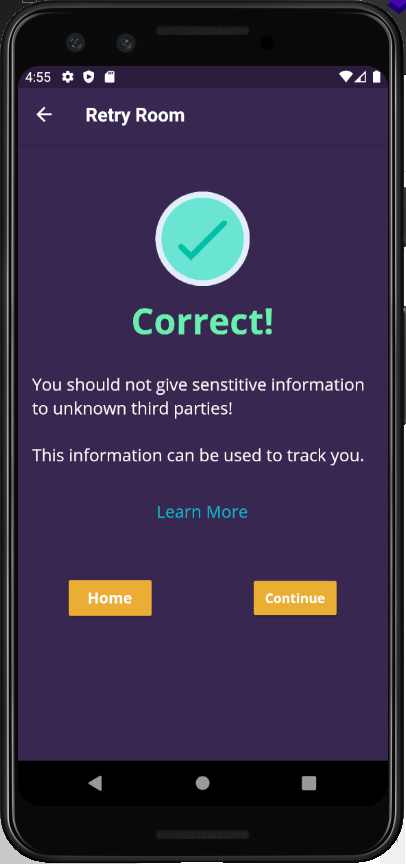 4:55
Retry Room
Correct!
You should not give senstitive information
to unknown third parties!
This information can be used to track you.
Learn More
Home
Continue